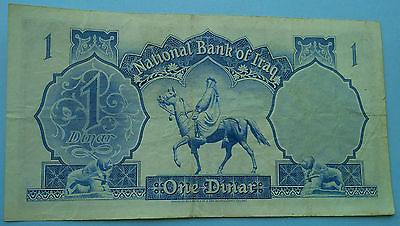 1
National Bank of Iraq
1
1
Dinar
One Dinar